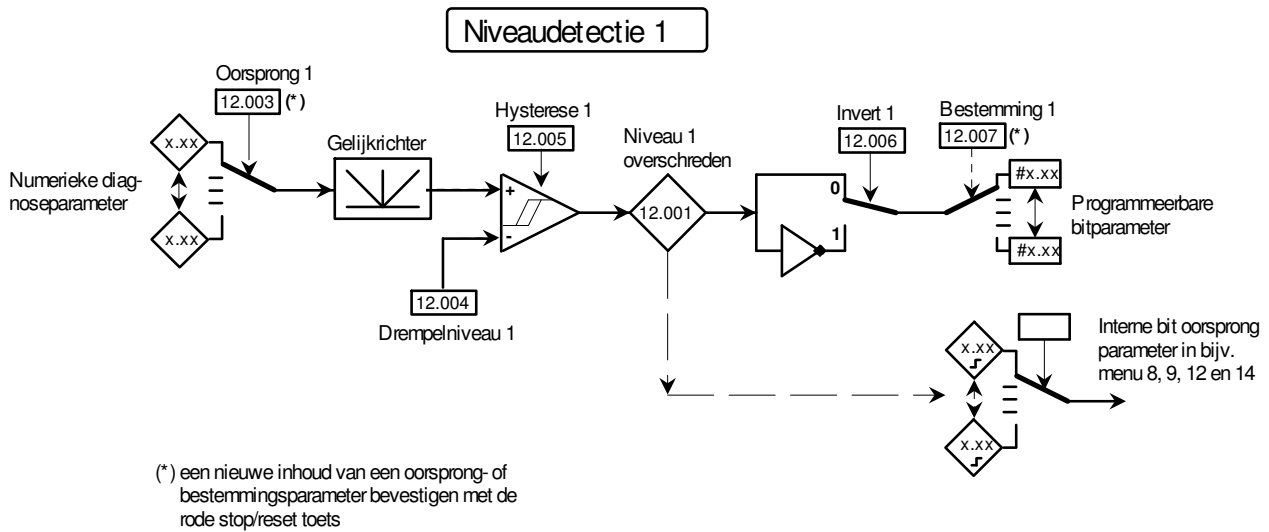 Niveaudetectie 1
Oorsprong 1
12.003 (*)
x.xx
x.xx
Numerieke diag-
noseparameter
Gelijkrichter
Hysterese 1
12.005
+
-
12.004
Drempelniveau 1
Niveau 1
overschreden
12.001
0
1
Invert 1
12.006
Bestemming 1
12.007
(*)
#x.xx
#x.xx
Programmeerbare
bitparameter
x.xx
x.xx
Interne bit oorsprong
parameter in bijv.
menu 8, 9, 12 en 14
(*) een nieuwe inhoud van een oorsprong- of
bestemmingsparameter bevestigen met de
rode stop/reset toets